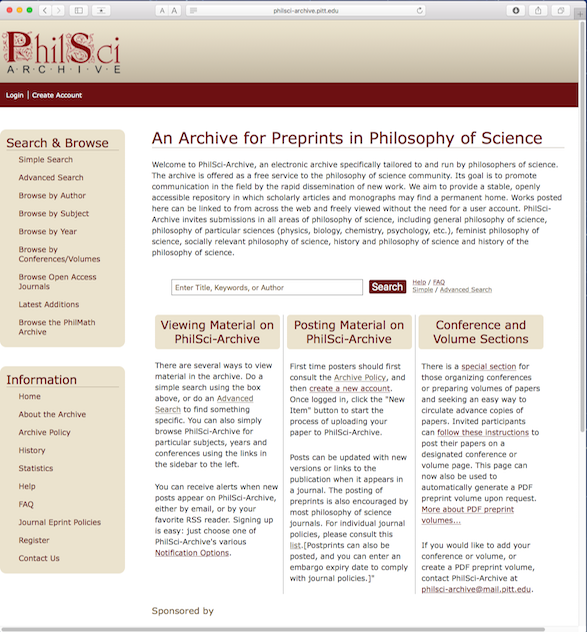 philsci-archive.pitt.edu
A A
PhilSci
A·R·C·H·I·V·E
Login | Create Account
Search & Browse
Simple Search
Advanced Search
Browse by Author
Browse by Subject
Browse by Year
Browse by
Conferences/Volumes
Browse Open Access
Journals
Latest Additions
Browse the PhilMath
Archive
Information
Home
About the Archive
Archive Policy
History
Statistics
Help
FAQ
Journal Eprint Policies
Register
Contact Us
An Archive for Preprints in Philosophy of Science
Welcome to PhilSci-Archive, an electronic archive specifically tailored to and run by philosophers of science.
The archive is offered as a free service to the philosophy of science community. Its goal is to promote
communication in the field by the rapid dissemination of new work. We aim to provide a stable, openly
accessible repository in which scholarly articles and monographs may find a permanent home. Works posted
here can be linked to from across the web and freely viewed without the need for a user account. PhilSci-
Archive invites submissions in all areas of philosophy of science, including general philosophy of science,
philosophy of particular sciences (physics, biology, chemistry, psychology, etc.), feminist philosophy of
science, socially relevant philosophy of science, history and philosophy of science and history of the
philosophy of science.
Enter Title, Keywords, or Author
Search
Help / FAQ
Simple / Advanced Search
Viewing Material on
PhilSci-Archive
There are several ways to view
material in the archive. Do a
simple search using the box
above, or do an Advanced
Search to find something
specific. You can also simply
browse PhilSci-Archive for
particular subjects, years and
conferences using the links in
the sidebar to the left.
You can receive alerts when new
posts appear on PhilSci-Archive,
either by email, or by your
favorite RSS reader. Signing up
is easy: just choose one of
PhilSci-Archive's various
Notification Options.
Posting Material on
PhilSci-Archive
First time posters should first
consult the Archive Policy, and
then create a new account.
Once logged in, click the "New
Item" button to start the
process of uploading your
paper to PhilSci-Archive.
Posts can be updated with new
versions or links to the
publication when it appears in
a journal. The posting of
preprints is also encouraged by
most philosophy of science
journals. For individual journal
policies, please consult this
list.[Postprints can also be
posted, and you can enter an
embargo expiry date to comply
with journal policies.]"
Conference and
Volume Sections
There is a special section for
those organizing conferences
or preparing volumes of papers
and seeking an easy way to
circulate advance copies of
papers. Invited participants
can follow these instructions to
post their papers on a
designated conference or
volume page. This page can
now also be used to
automatically generate a PDF
preprint volume upon request.
More about PDF preprint
volumes...
If you would like to add your
conference or volume, or
create a PDF preprint volume,
contact PhilSci-Archive at
philsci-archive@mail.pitt.edu.
Sponsored by